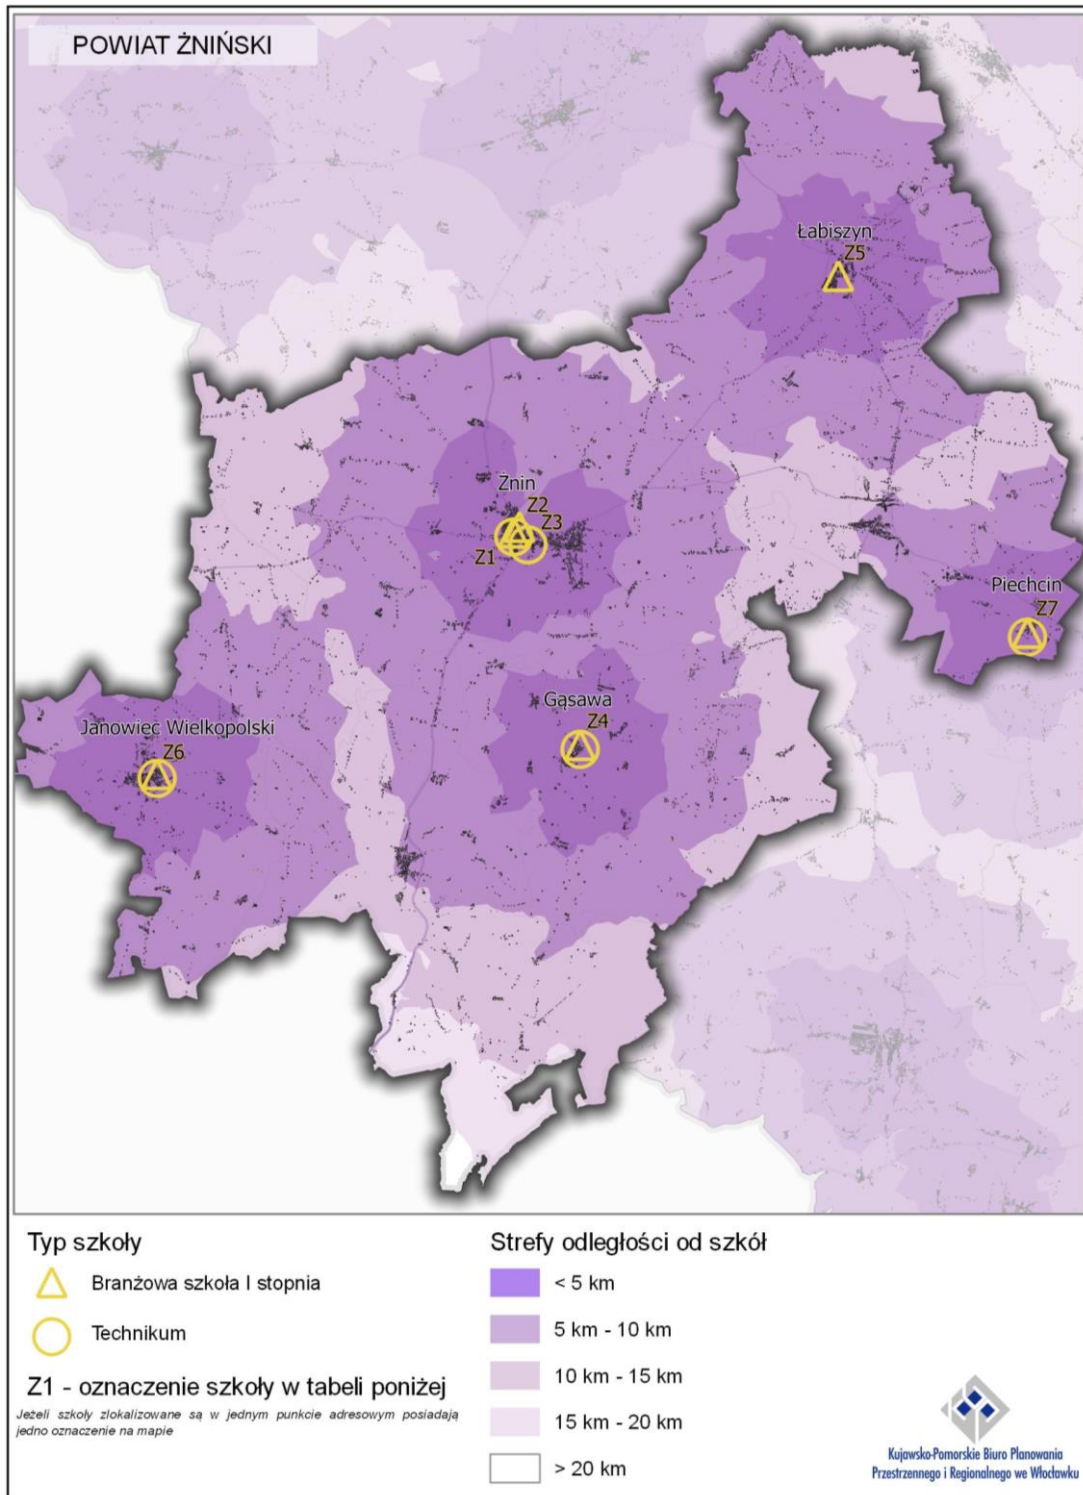 POWIAT ŻNIŃSKI
Łabiszyn
Z5
Żnin
Z2
Z3
Z1
Piechcin
Z7
Gąsawa
Z4
Janowiec Wielkopolski
Z6
Typ szkoły
Branżowa szkoła I stopnia
Technikum
Z1 - oznaczenie szkoły w tabeli poniżej
Jeżeli szkoły zlokalizowane są w jednym punkcie adresowym posiadają
jedno oznaczenie na mapie
Strefy odległości od szkół
< 5 km
5 km - 10 km
10 km - 15 km
15 km - 20 km
> 20 km
Kujawsko-Pomorskie Biuro Planowania
Przestrzennego i Regionalnego we Włocławku